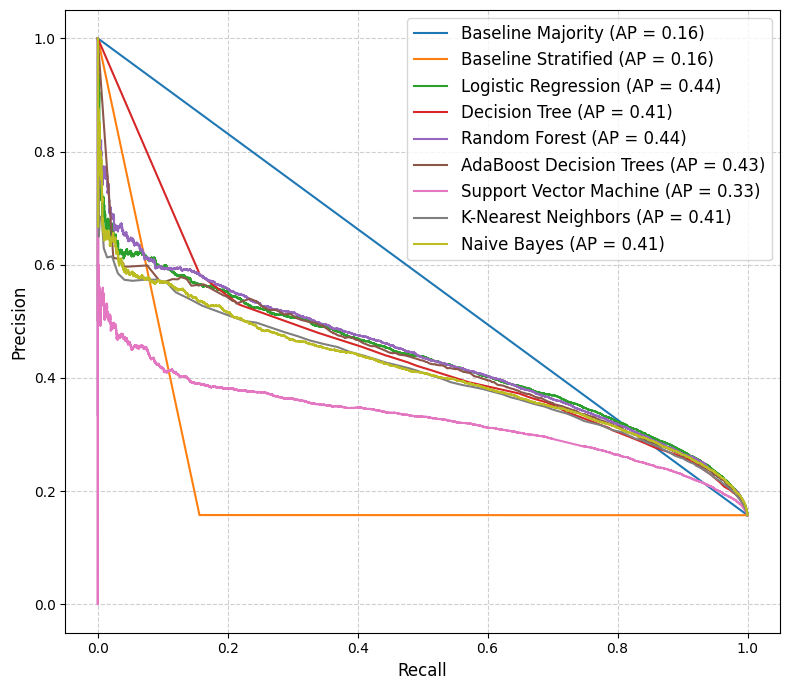 Baseline Majority (AP = 0.16)
Baseline Stratified (AP = 0.16)
Logistic Regression (AP = 0.44)
Decision Tree (AP = 0.41)
Random Forest (AP = 0.44)
AdaBoost Decision Trees (AP = 0.43)
Support Vector Machine (AP = 0.33)
K-Nearest Neighbors (AP = 0.41)
Naive Bayes (AP = 0.41)
Precision
1.0
0.8
0.6
0.4
0.2
0.0
0.0 0.2 0.4 0.6 0.8 1.0
Recall